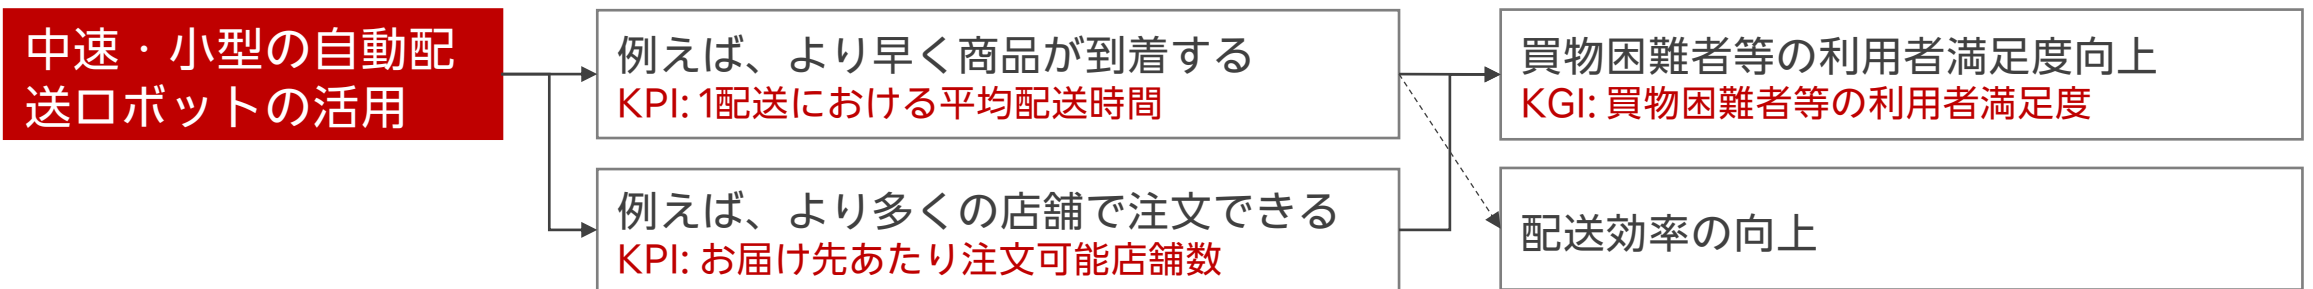 中速・小型の自動配
送ロボットの活用
例えば、より早く商品が到着する
KPI: 1配送における平均配送時間
例えば、より多くの店舗で注文できる
KPI: お届け先あたり注文可能店舗数
買物困難者等の利用者満足度向上
KGI: 買物困難者等の利用者満足度
配送効率の向上